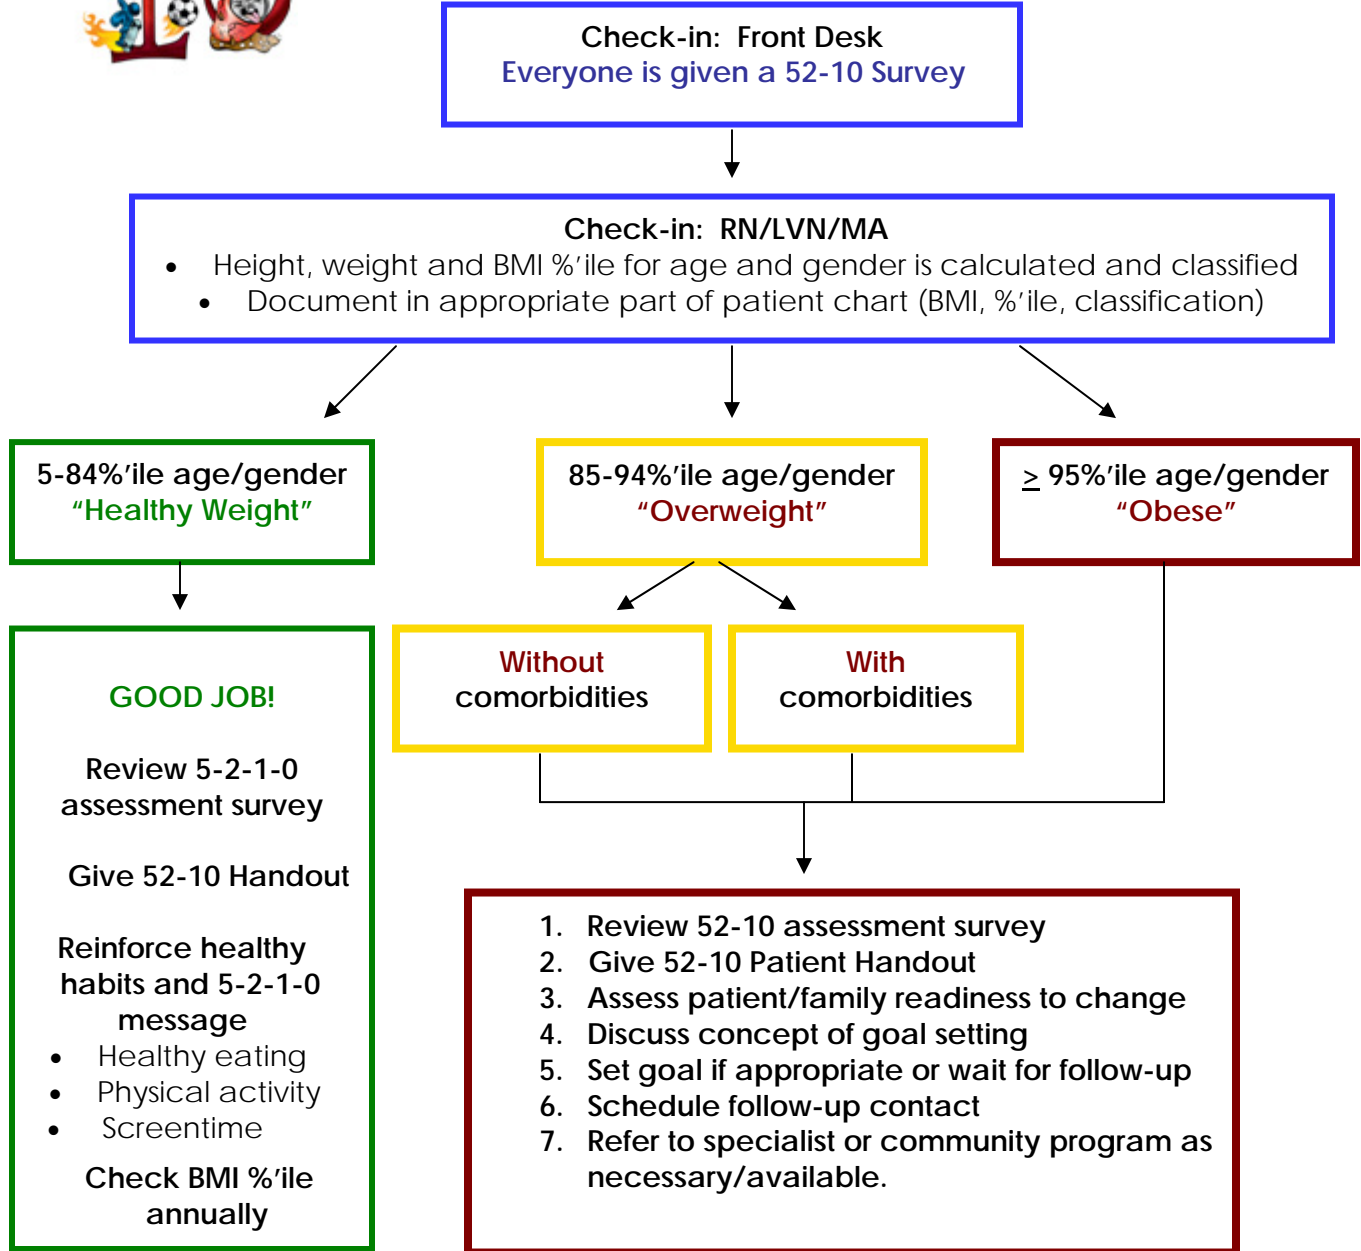 10
Check-in: Front Desk
Everyone is given a 52-10 Survey
Check-in: RN/LVN/MA
• Height, weight and BMI %’ile for age and gender is calculated and classified
• Document in appropriate part of patient chart (BMI, %’ile, classification)
5-84%’ile age/gender
“Healthy Weight”
85-94%’ile age/gender
“Overweight”
> 95%’ile age/gender
“Obese”
Without
comorbidities
With
comorbidities
GOOD JOB!
Review 5-2-1-0
assessment survey
Give 52-10 Handout
Reinforce healthy
habits and 5-2-1-0
message
• Healthy eating
• Physical activity
• Screentime
Check BMI %’ile
annually
1. Review 52-10 assessment survey
2. Give 52-10 Patient Handout
3. Assess patient/family readiness to change
4. Discuss concept of goal setting
5. Set goal if appropriate or wait for follow-up
6. Schedule follow-up contact
7. Refer to specialist or community program as
necessary/available.